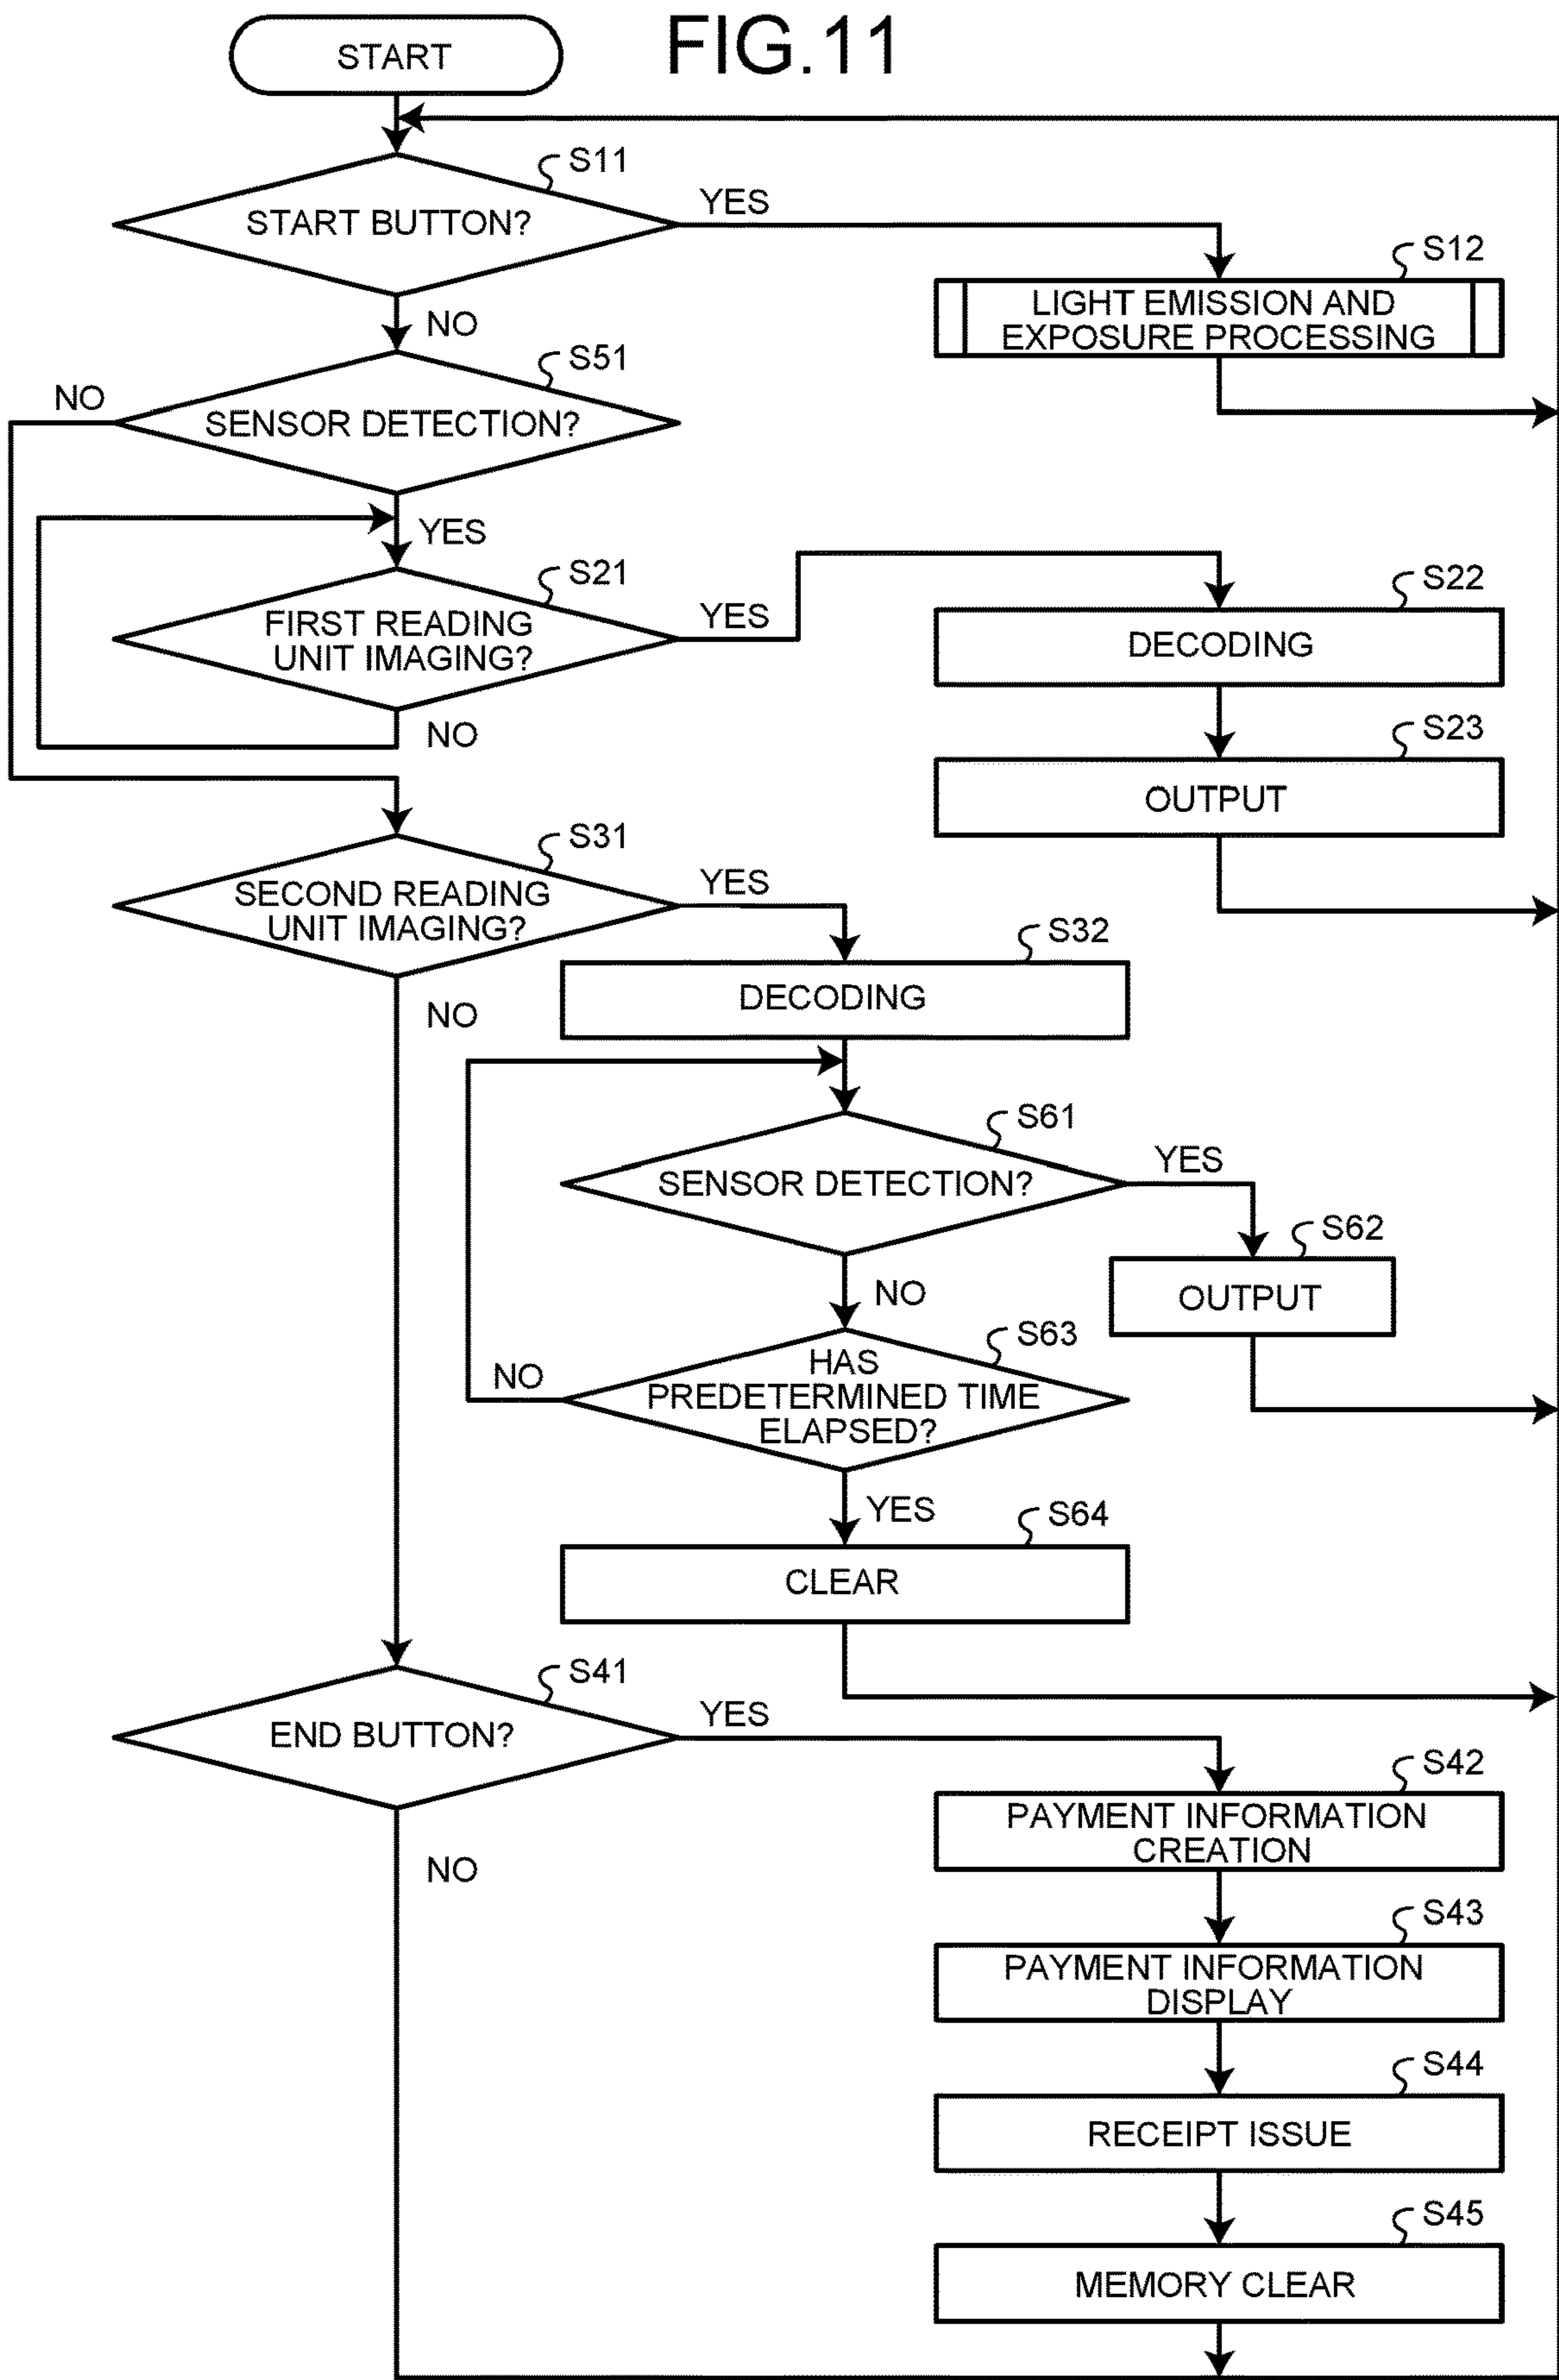 FIG.11
START
S11
START BUTTON?
YES
NO
S12
LIGHT EMISSION AND
EXPOSURE PROCESSING
S51
SENSOR DETECTION?
NO
YES
S21
FIRST READING
UNIT IMAGING?
YES
NO
S22
DECODING
S23
OUTPUT
S31
SECOND READING
UNIT IMAGING?
YES
NO
S32
DECODING
S61
SENSOR DETECTION?
YES
NO
S62
OUTPUT
S63
HAS
PREDETERMINED TIME
ELAPSED?
NO
YES
S64
CLEAR
S41
END BUTTON?
YES
NO
S42
PAYMENT INFORMATION
CREATION
S43
PAYMENT INFORMATION
DISPLAY
S44
RECEIPT ISSUE
S45
MEMORY CLEAR